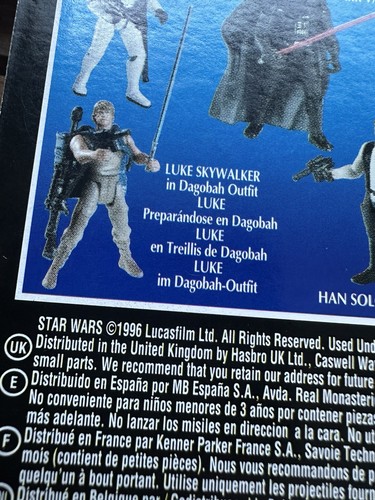 LUKE SKYWALKER
in Dagobah Outfit
LUKE
Preparándose en Dagobah
LUKE
en Treillis de Dagobah
LUKE
im Dagobah-Outfit
HAN SOL
STAR WARS ©1996 Lucasfilm Ltd. All Rights Reserved. Used Und
UK Distributed in the United Kingdom by Hasbro UK Ltd., Caswell Wa
small parts. We recommend that you retain our address for future
E Distribuido en España por MB España S.A., Avda. Real Monasteri
No conveniente para niños menores de 3 años por contener piezas
más adelante. No lanzar los misiles en direccion a la cara. No ut
F Distribué en France par Kenner Parker France S.A., Savoie Techn
mois (contient de petites pièces). Nous vous recommandons de
quelqu'un à bout portant. Utilise uniquement les projectiles
Distribué en Belgique par